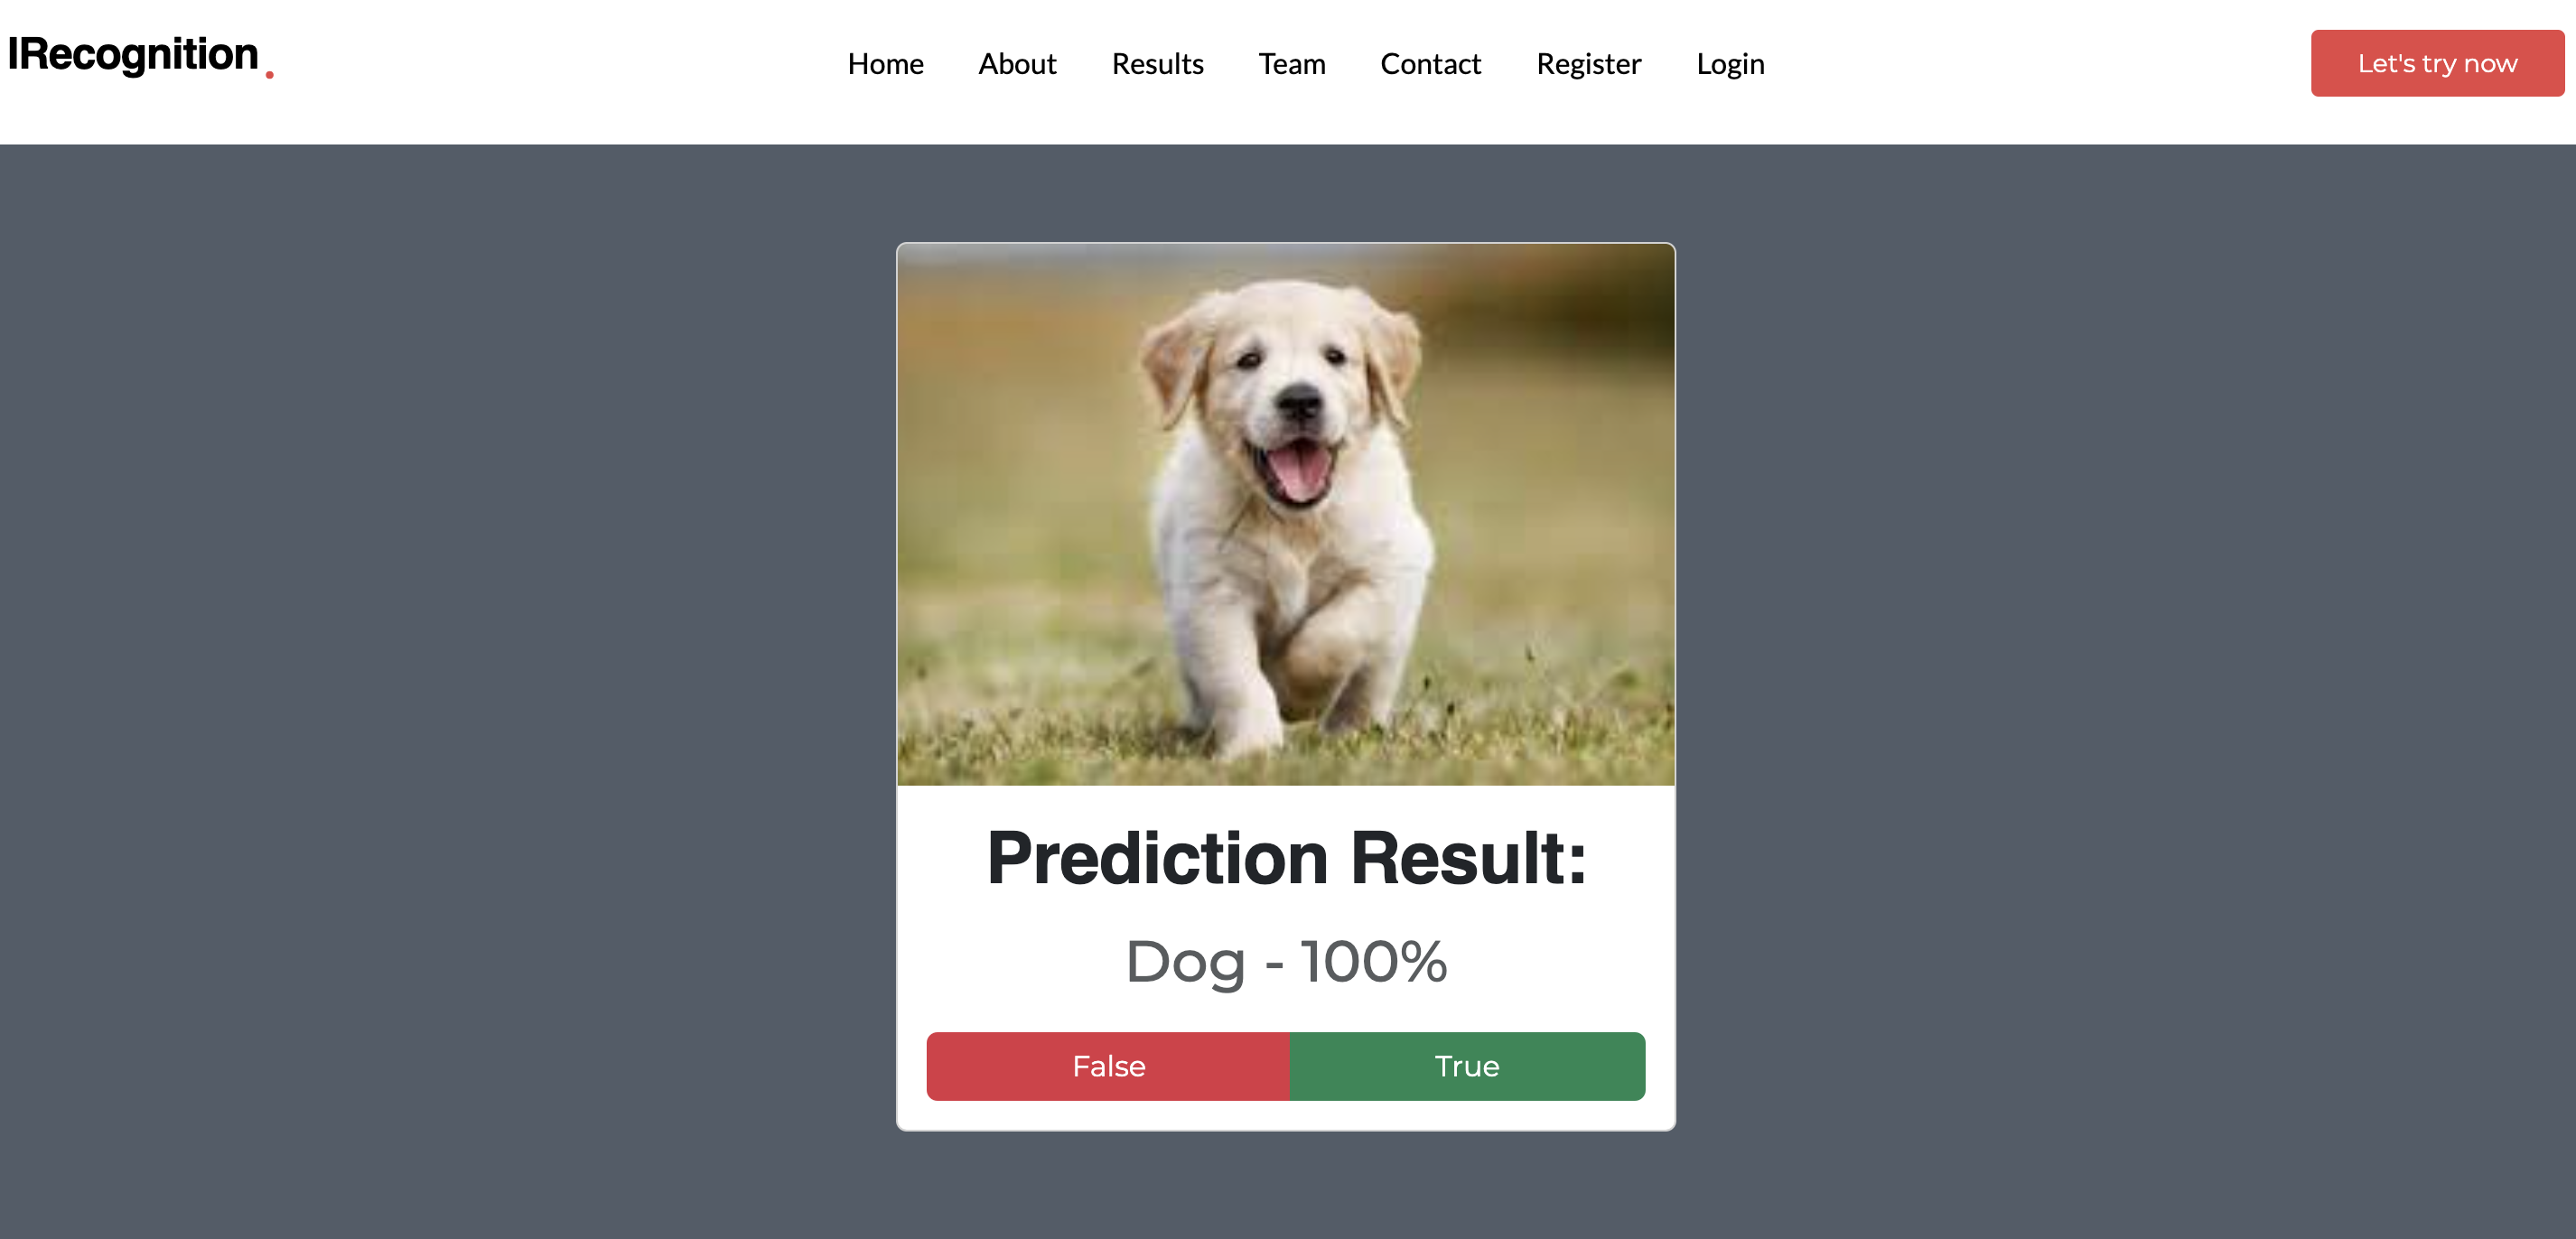 IRecognition.
Home About Results Team Contact Register Login
Let's try now
Prediction Result:
Dog - 100%
False True